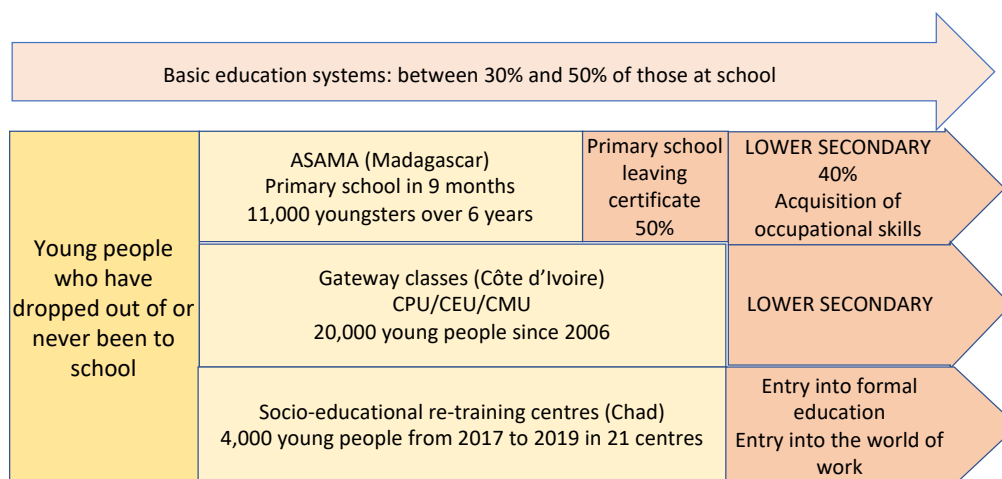 Basic education systems: between 30% and 50% of those at school
Young people
who have
dropped out of or
never been to
school
ASAMA (Madagascar)
Primary school in 9 months
11,000 youngsters over 6 years
Primary school
leaving
certificate
50%
LOWER SECONDARY
40%
Acquisition of
occupational skills
Gateway classes (Côte d’Ivoire)
CPU/CEU/CMU
20,000 young people since 2006
LOWER SECONDARY
Socio-educational re-training centres (Chad)
4,000 young people from 2017 to 2019 in 21 centres
Entry into formal
education
Entry into the world of
work